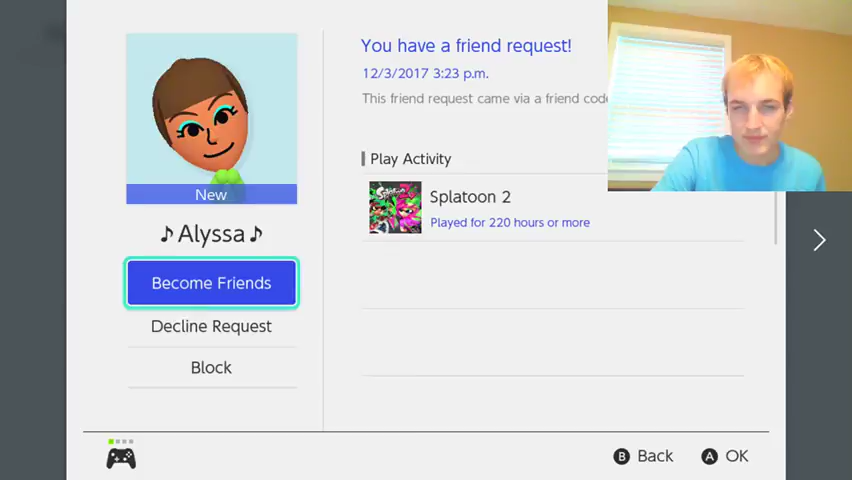 You have a friend request!
12/3/2017 3:23 p.m.
This friend request came via a friend code
Play Activity
Splatoon 2
Played for 220 hours or more
New
♪Alyssa♪
Become Friends
Decline Request
Block
B Back
A OK